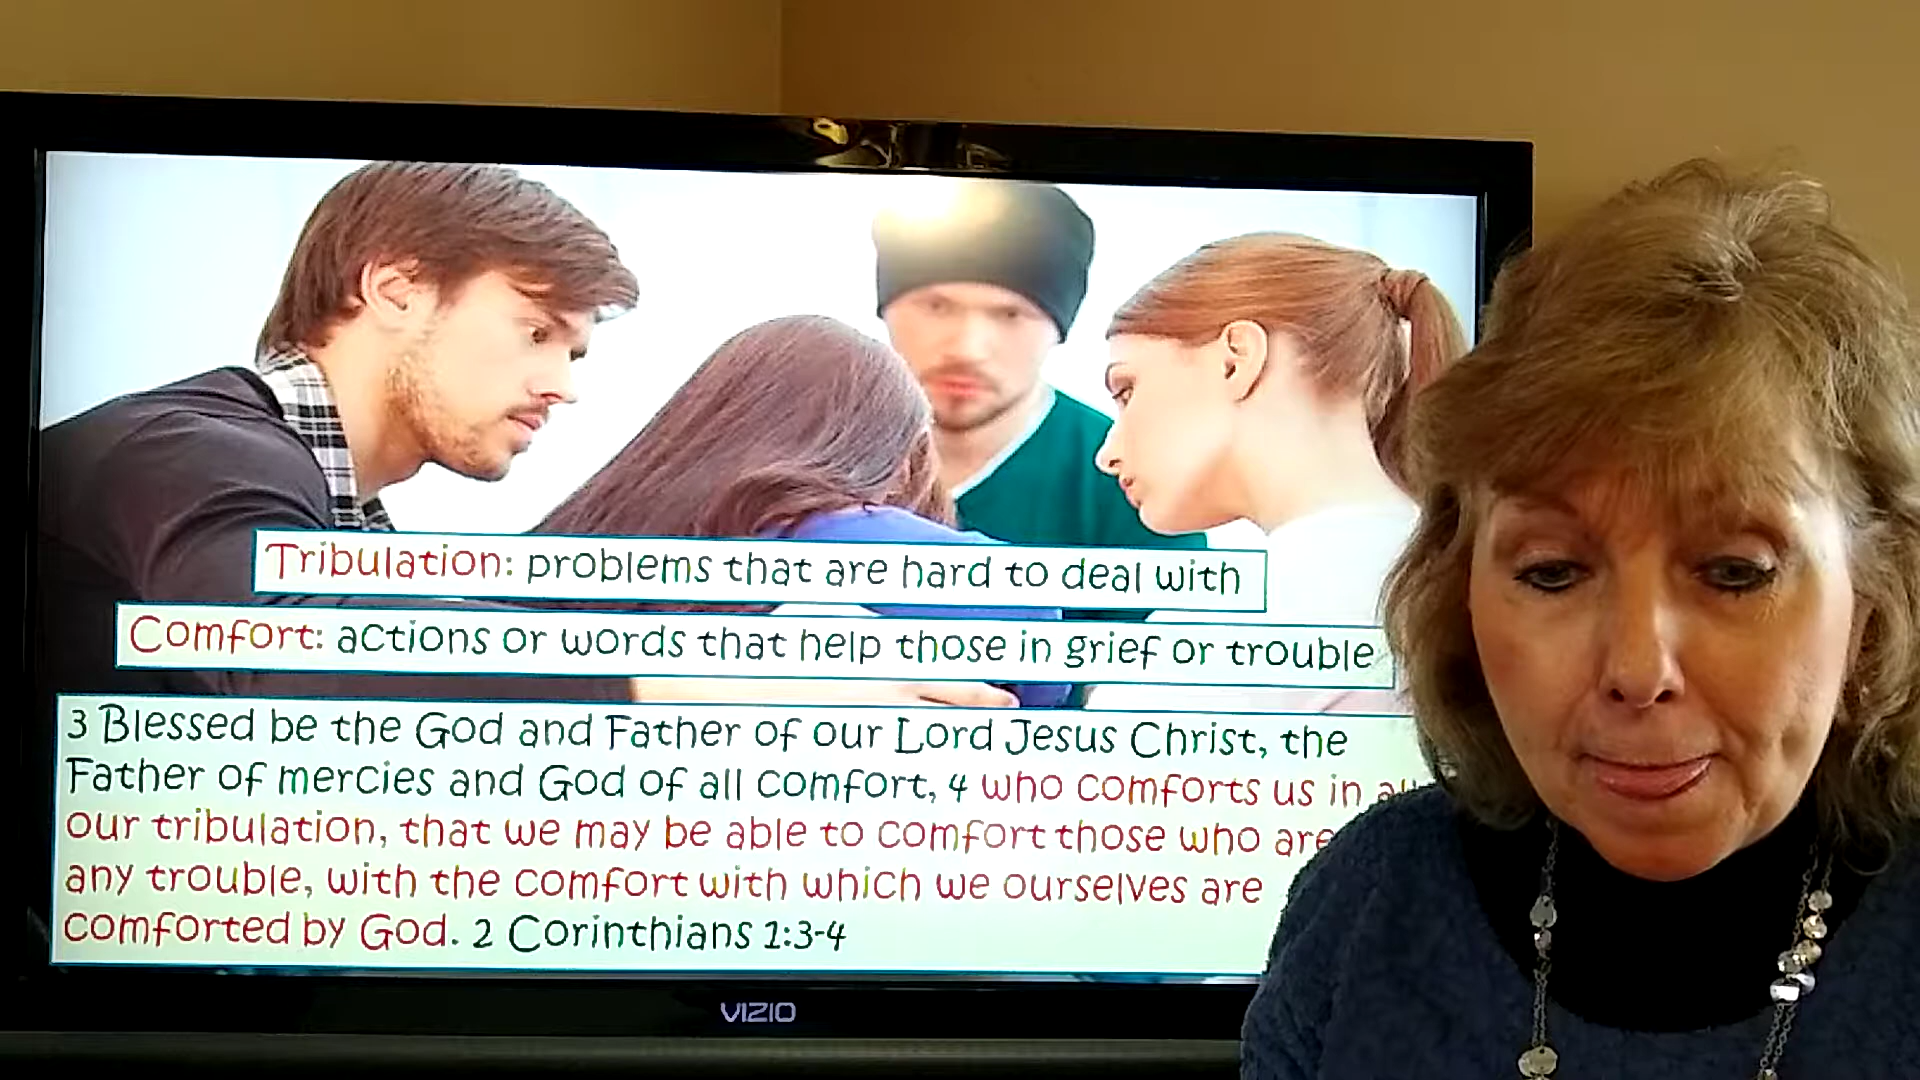 Tribulation: problems that are hard to deal with
Comfort: actions or words that help those in grief or trouble
3 Blessed be the God and Father of our Lord Jesus Christ, the
Father of mercies and God of all comfort, 4 who comforts us in all
our tribulation, that we may be able to comfort those who are
any trouble, with the comfort with which we ourselves are
comforted by God. 2 Corinthians 1:3-4
VIZIO